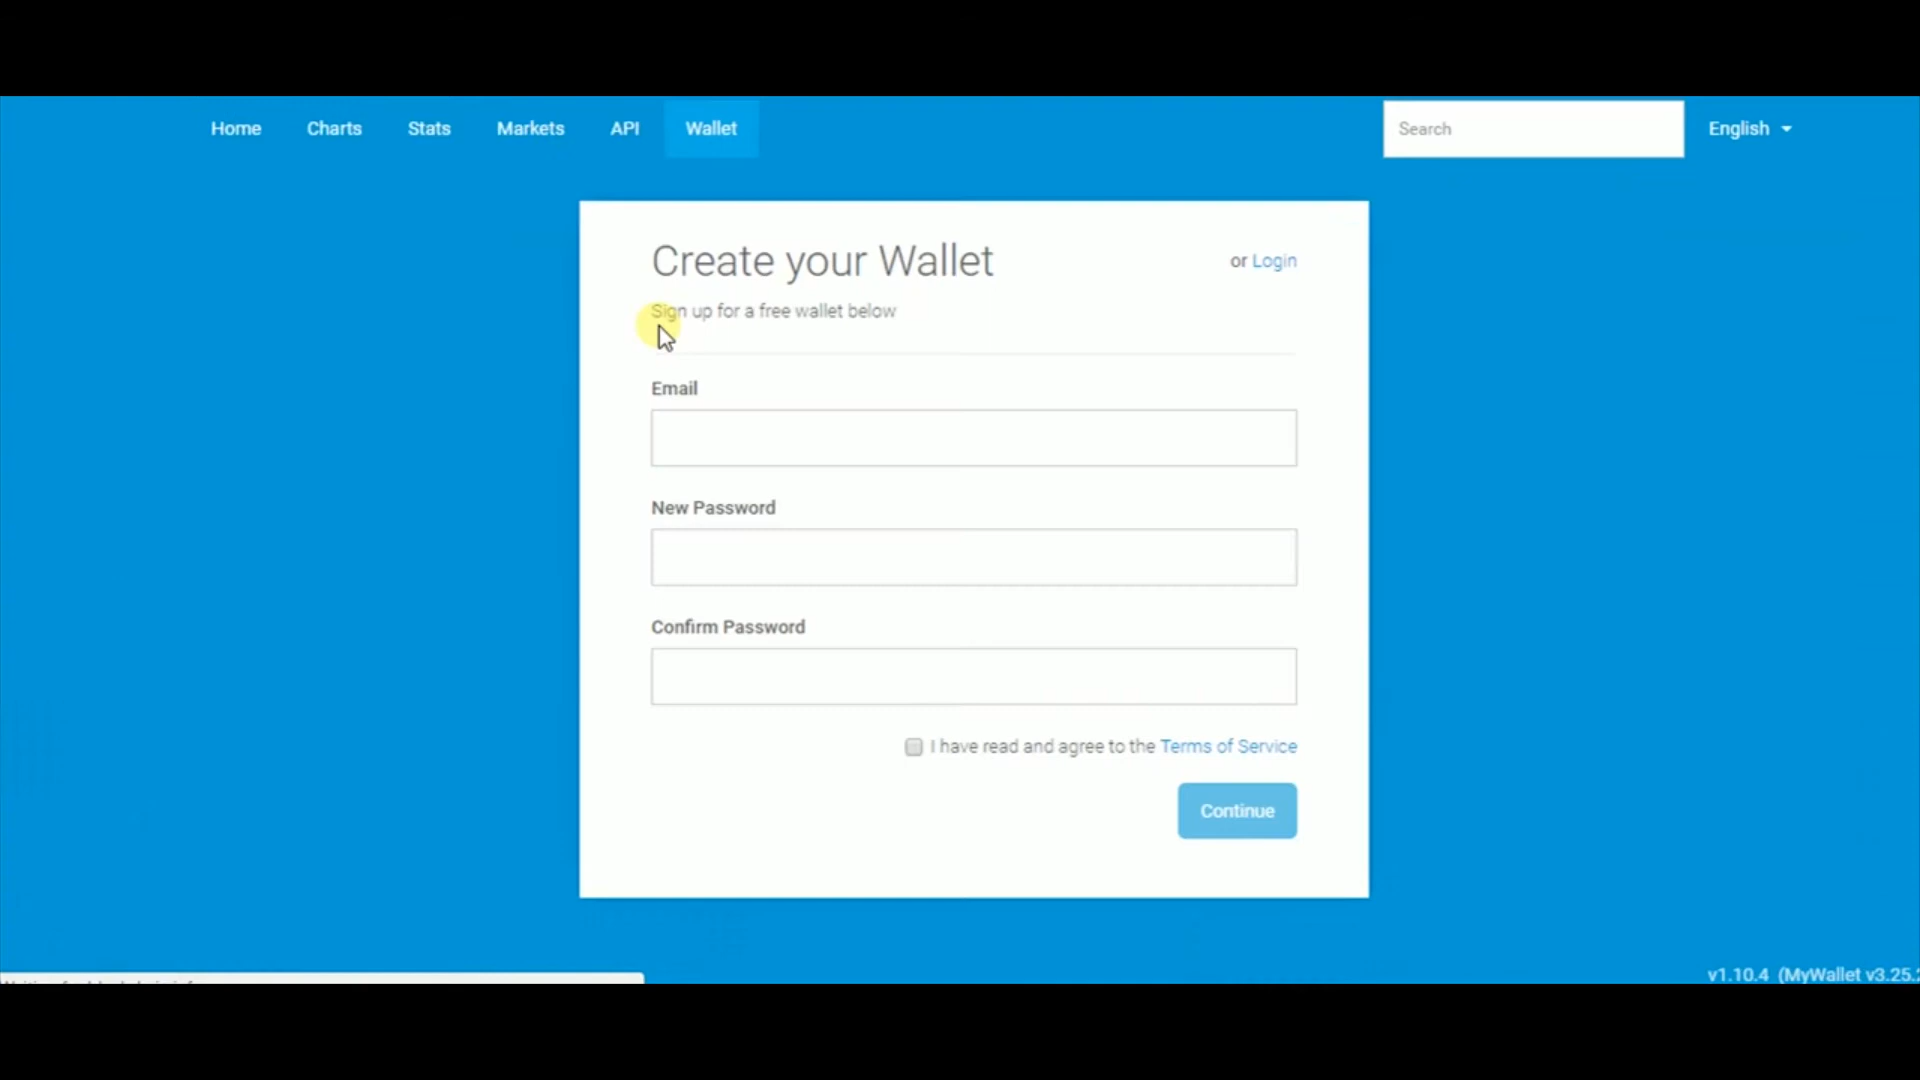 Home Charts Stats Markets API Wallet Search English
Create your Wallet or Login
Sign up for a free wallet below
Email
New Password
Confirm Password
I have read and agree to the Terms of Service
Continue
v1.10.4 (MyWallet v3.25.